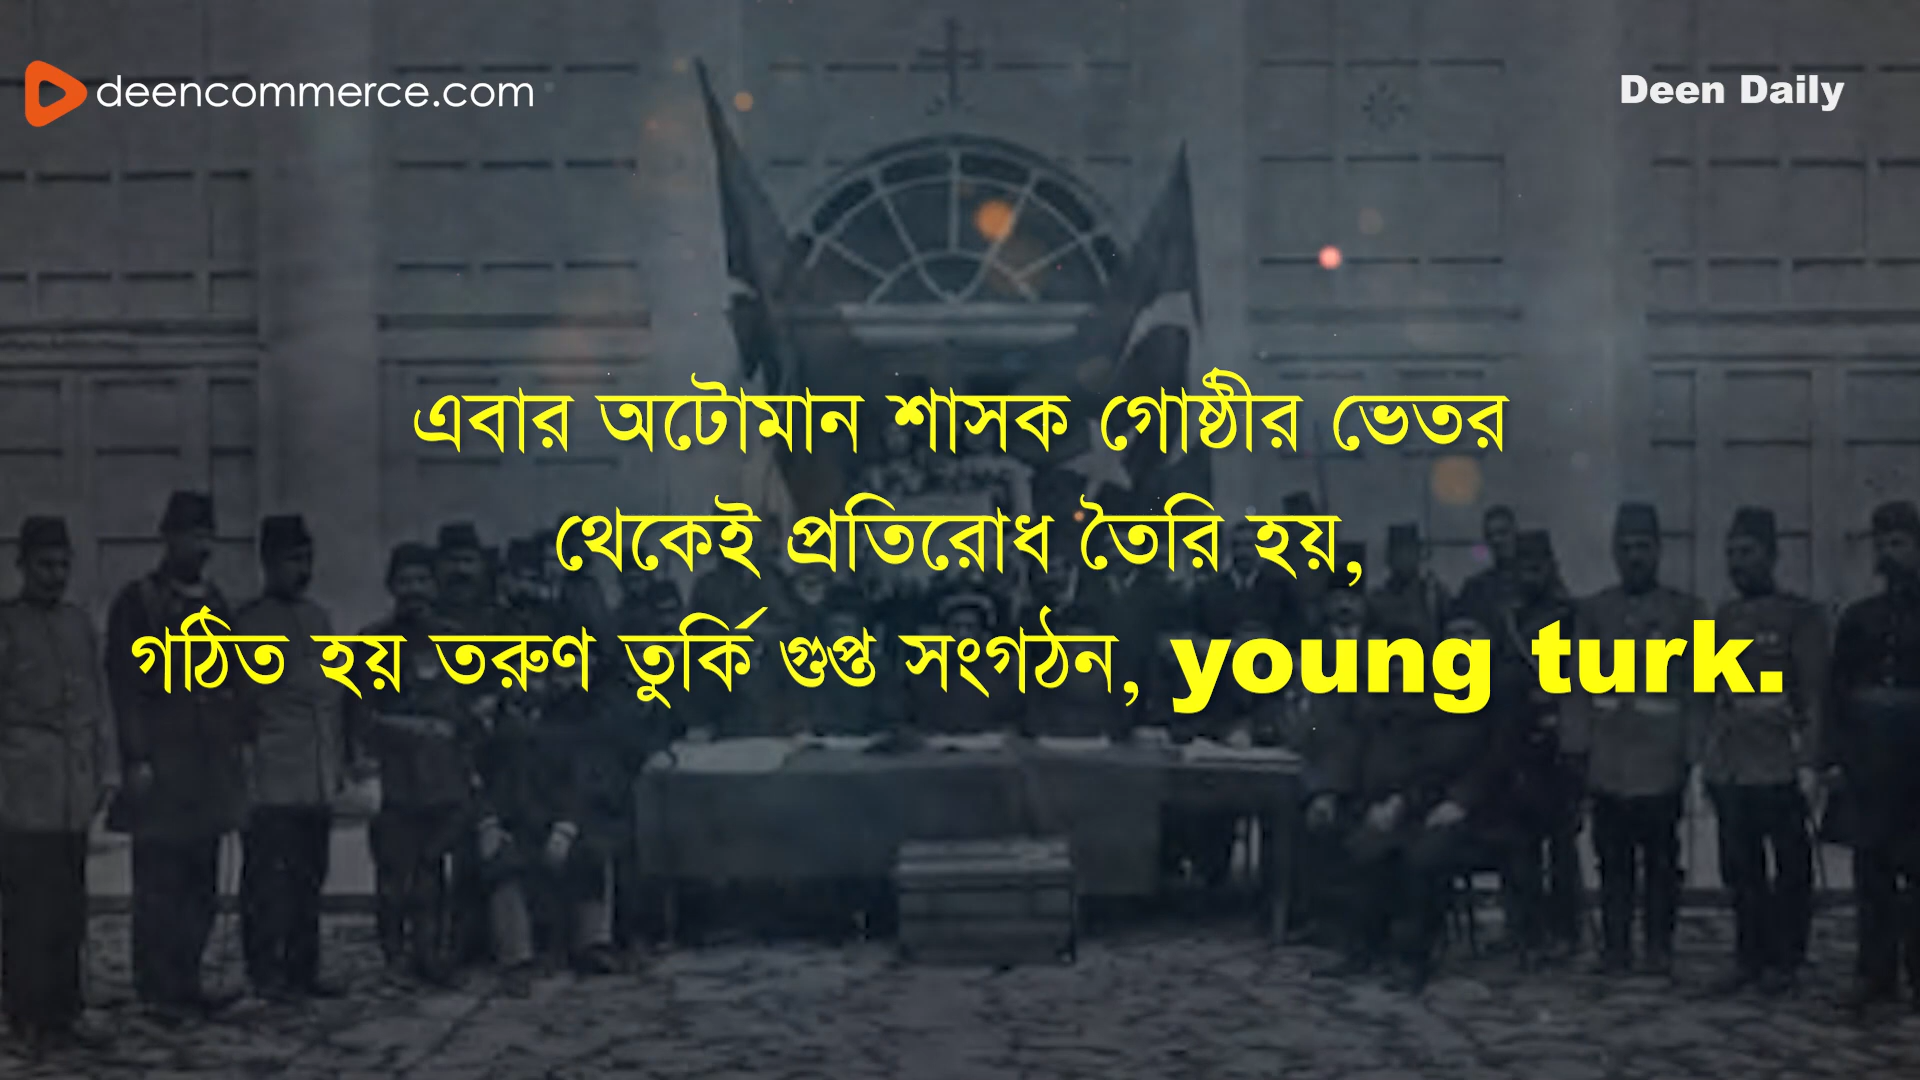 deencommerce.com
Deen Daily
এবার অটোমান শাসক গোষ্ঠীর ভেতর
থেকেই প্রতিরোধ তৈরি হয়,
গঠিত হয় তরুণ তুর্কি গুপ্ত সংগঠন, young turk.